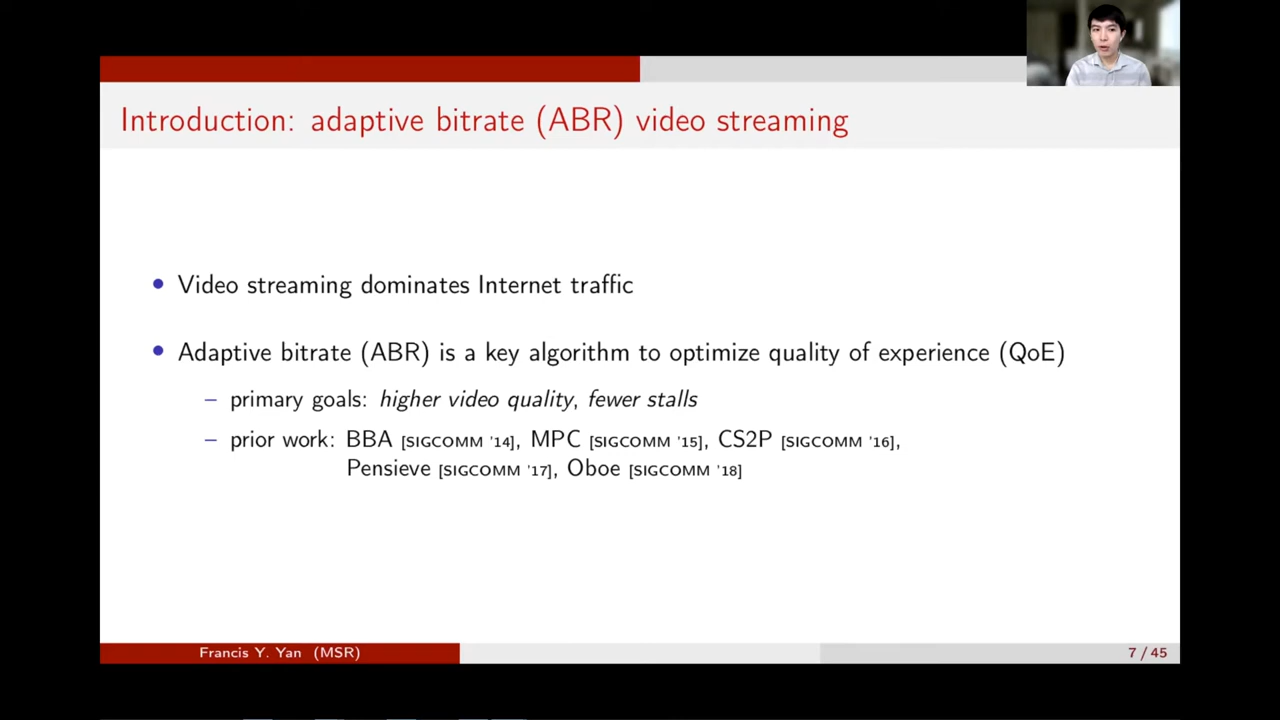 Introduction: adaptive bitrate (ABR) video streaming
• Video streaming dominates Internet traffic
• Adaptive bitrate (ABR) is a key algorithm to optimize quality of experience (QoE)
– primary goals: higher video quality, fewer stalls
– prior work: BBA [SIGCOMM '14], MPC [SIGCOMM '15], CS2P [SIGCOMM '16],
Pensieve [SIGCOMM '17], Oboe [SIGCOMM '18]
Francis Y. Yan (MSR)
7 / 45